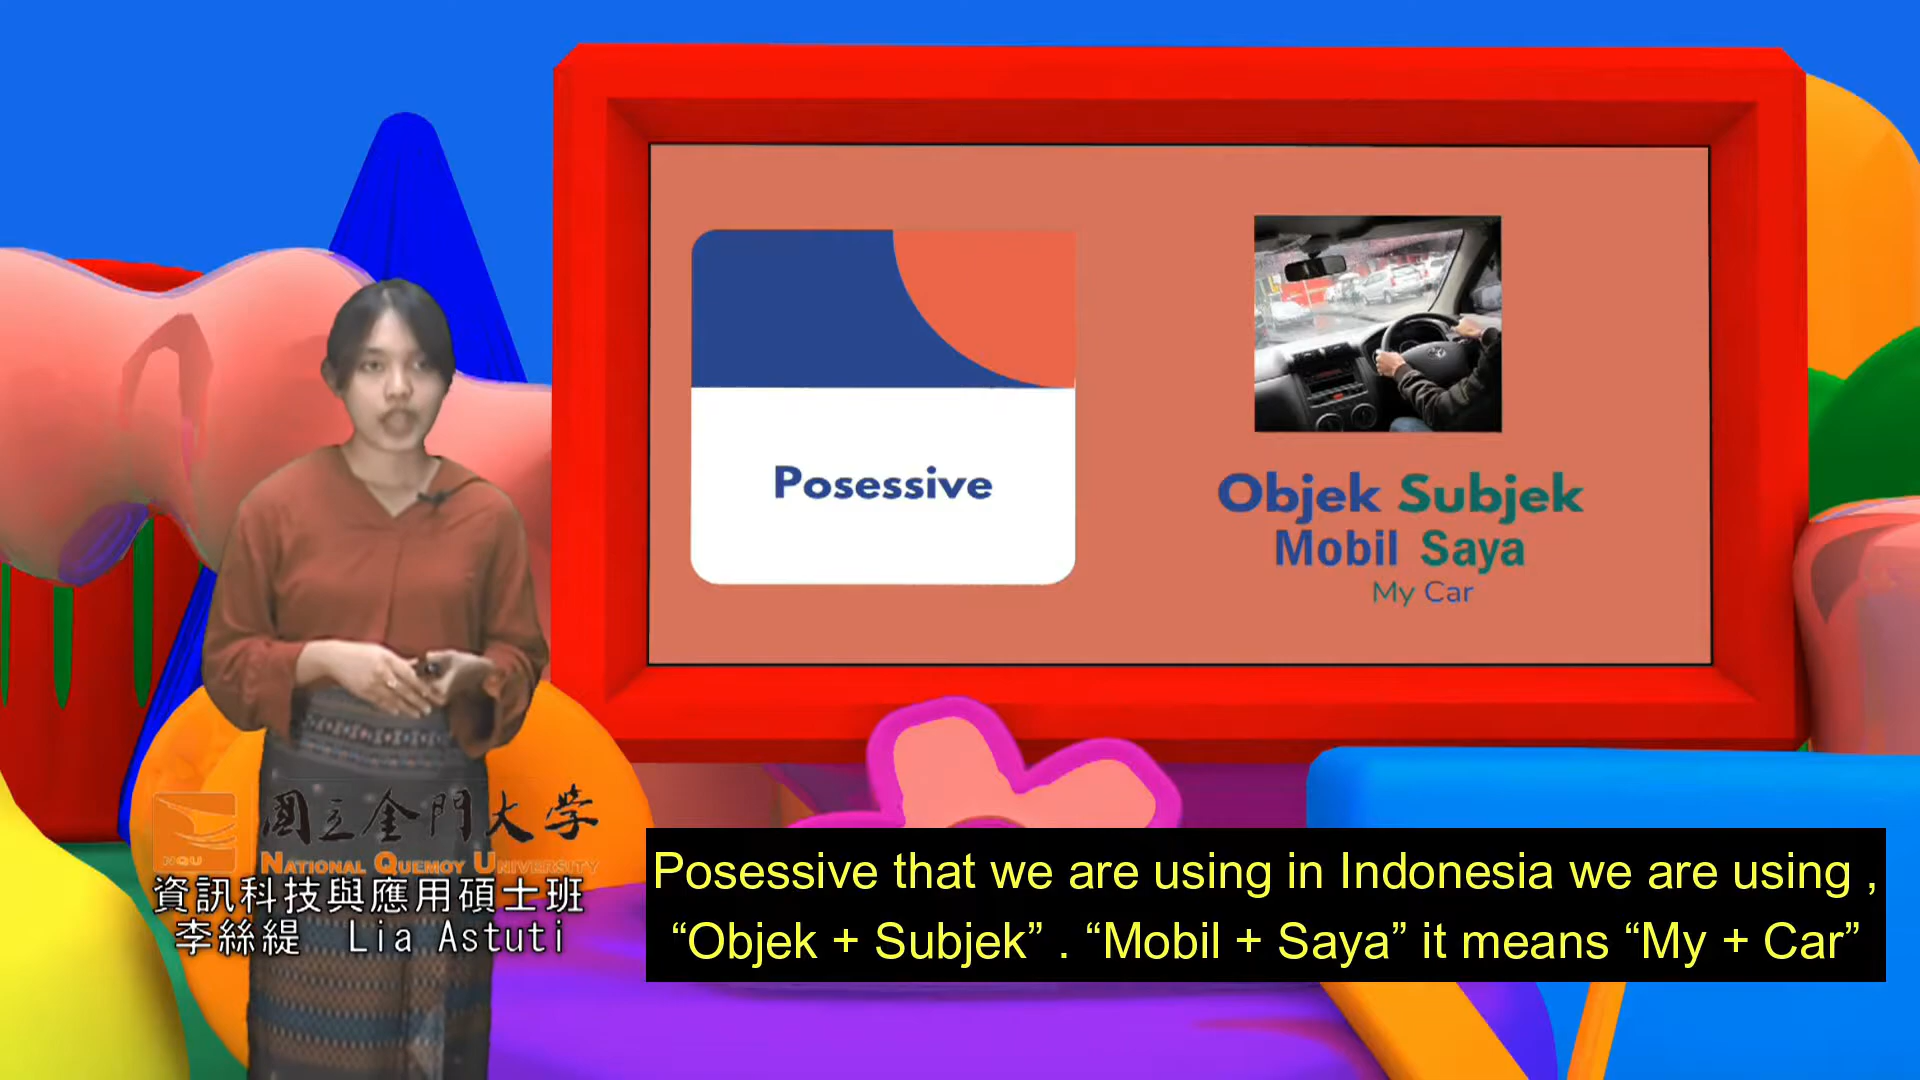 Posessive
Objek Subjek
Mobil Saya
My Car
NQU
國立金門大學
NATIONAL QUEMOY UNIVERSITY
資訊科技與應用碩士班
李絲緹 Lia Astuti
Posessive that we are using in Indonesia we are using ,
“Objek + Subjek” . “Mobil + Saya” it means “My + Car”